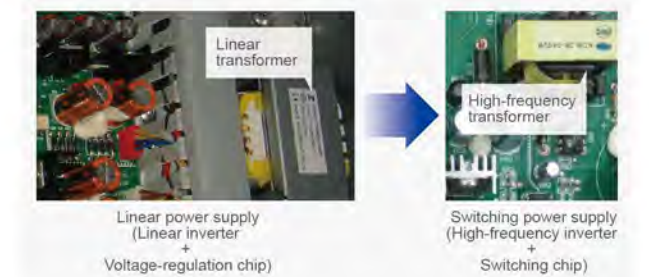 Linear
transformer
High-frequency
transformer
Linear power supply
(Linear inverter
+
Voltage-regulation chip)
Switching power supply
(High-frequency inverter
+
Switching chip)